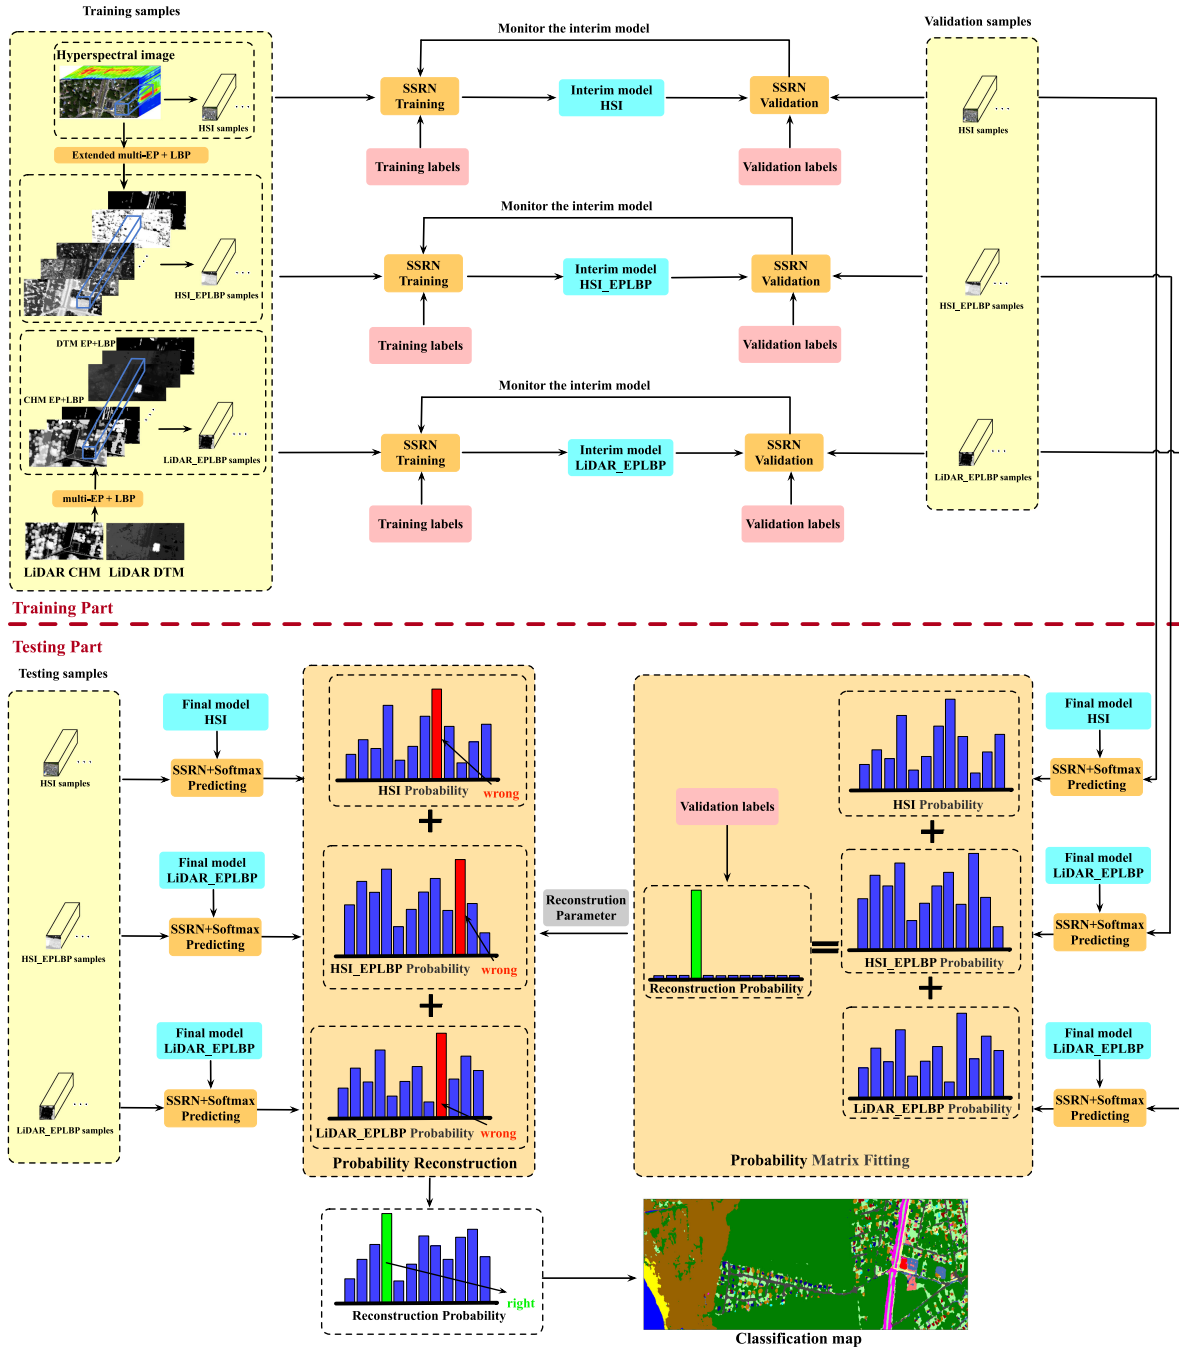 Training samples
Validation samples
Monitor the interim model
Hyperspectral image
HSI samples
SSRN
Training
Interim model
HSI
SSRN
Validation
HSI samples
Extended multi-EP + LBP
Training labels
Validation labels
Monitor the interim model
HSI_EPLBP samples
SSRN
Training
Interim model
HSI_EPLBP
SSRN
Validation
HSI_EPLBP samples
Training labels
Validation labels
DTM EP+LBP
CHM EP+LBP
LiDAR_EPLBP samples
Monitor the interim model
SSRN
Training
Interim model
LiDAR_EPLBP
SSRN
Validation
LiDAR_EPLBP samples
multi-EP + LBP
Training labels
Validation labels
LiDAR CHM
LiDAR DTM
Training Part
Testing Part
Testing samples
Final model
HSI
HSI samples
SSRN+Softmax
Predicting
HSI Probability
wrong
+
Final model
LiDAR_EPLBP
HSI_EPLBP samples
SSRN+Softmax
Predicting
HSI_EPLBP Probability
wrong
+
Final model
LiDAR_EPLBP
LiDAR_EPLBP samples
SSRN+Softmax
Predicting
LiDAR_EPLBP Probability
wrong
Probability Reconstruction
Reconstrution
Parameter
Validation labels
Reconstruction Probability
=
HSI Probability
+
HSI_EPLBP Probability
+
LiDAR_EPLBP Probability
Probability Matrix Fitting
Final model
HSI
SSRN+Softmax
Predicting
Final model
LiDAR_EPLBP
SSRN+Softmax
Predicting
Final model
LiDAR_EPLBP
SSRN+Softmax
Predicting
right
Reconstruction Probability
Classification map